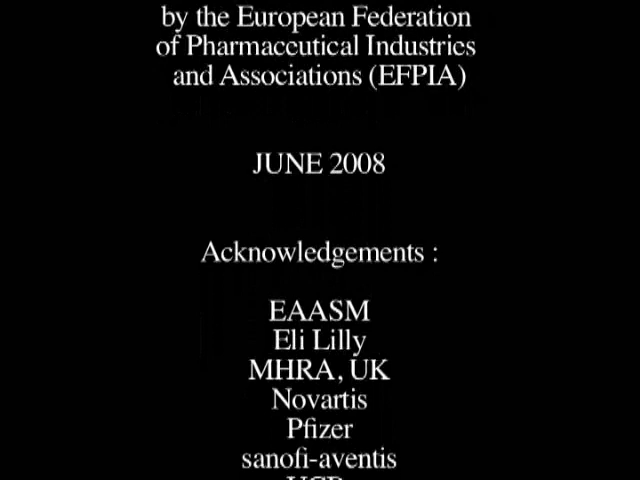 by the European Federation
of Pharmaceutical Industries
and Associations (EFPIA)
JUNE 2008
Acknowledgements :
EAASM
Eli Lilly
MHRA, UK
Novartis
Pfizer
sanofi-aventis